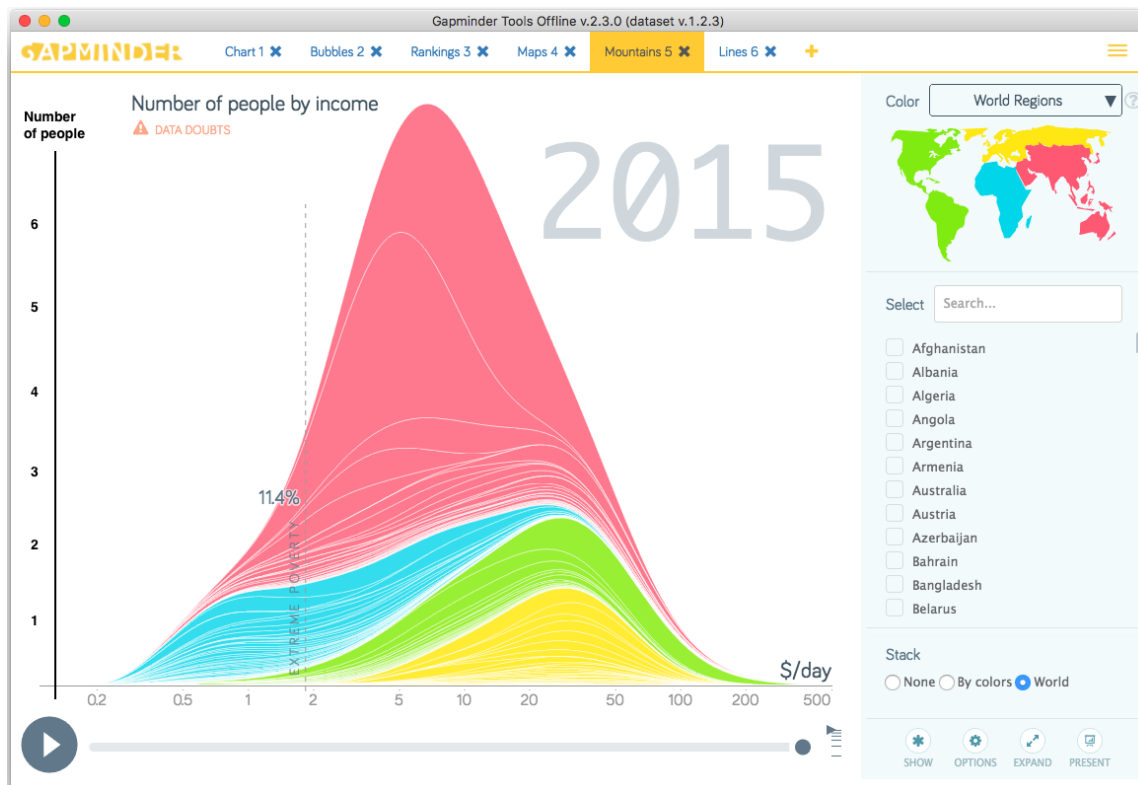 Gapminder Tools Offline v.2.3.0 (dataset v.1.2.3)
GAPMINDER
Chart 1 ✖ Bubbles 2 ✖ Rankings 3 ✖ Maps 4 ✖ Mountains 5 ✖ Lines 6 ✖ +
Number of people by income
DATA DOUBTS
Number
of people
2015
6
5
4
3
2
1
11.4%
EXTREME POVERTY
$/day
0.2 0.5 1 2 5 10 20 50 100 200 500
Color World Regions ▼ ?
Select Search...
Afghanistan
Albania
Algeria
Angola
Argentina
Armenia
Australia
Austria
Azerbaijan
Bahrain
Bangladesh
Belarus
Stack
None By colors World
SHOW OPTIONS EXPAND PRESENT